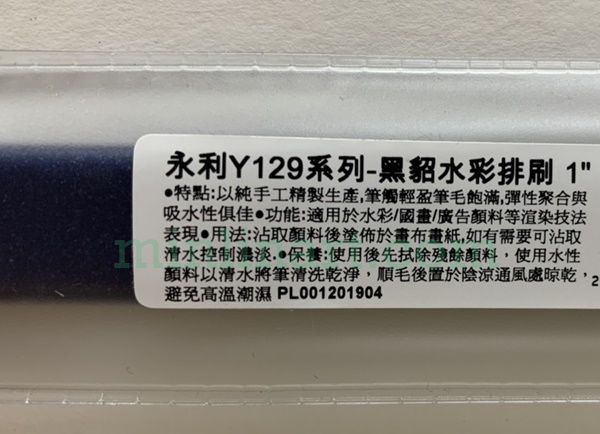 永利Y129系列-黑貂水彩排刷 1"
●特點:以純手工精製生產,筆觸輕盈筆毛飽滿,彈性聚合與
吸水性俱佳●功能:適用於水彩/國畫/廣告顏料等渲染技法
表現●用法:沾取顏料後塗佈於畫布畫紙,如有需要可沾取
清水控制濃淡。●保養:使用後先拭除殘餘顏料，使用水性
顏料以清水將筆清洗乾淨，順毛後置於陰涼通風處晾乾，
避免高溫潮濕 PL001201904
2